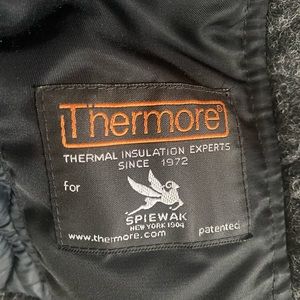 Thermore®
THERMAL INSULATION EXPERTS
SINCE 1972
for
SPIEWAK
NEW YORK 1904
www.thermore.com patented